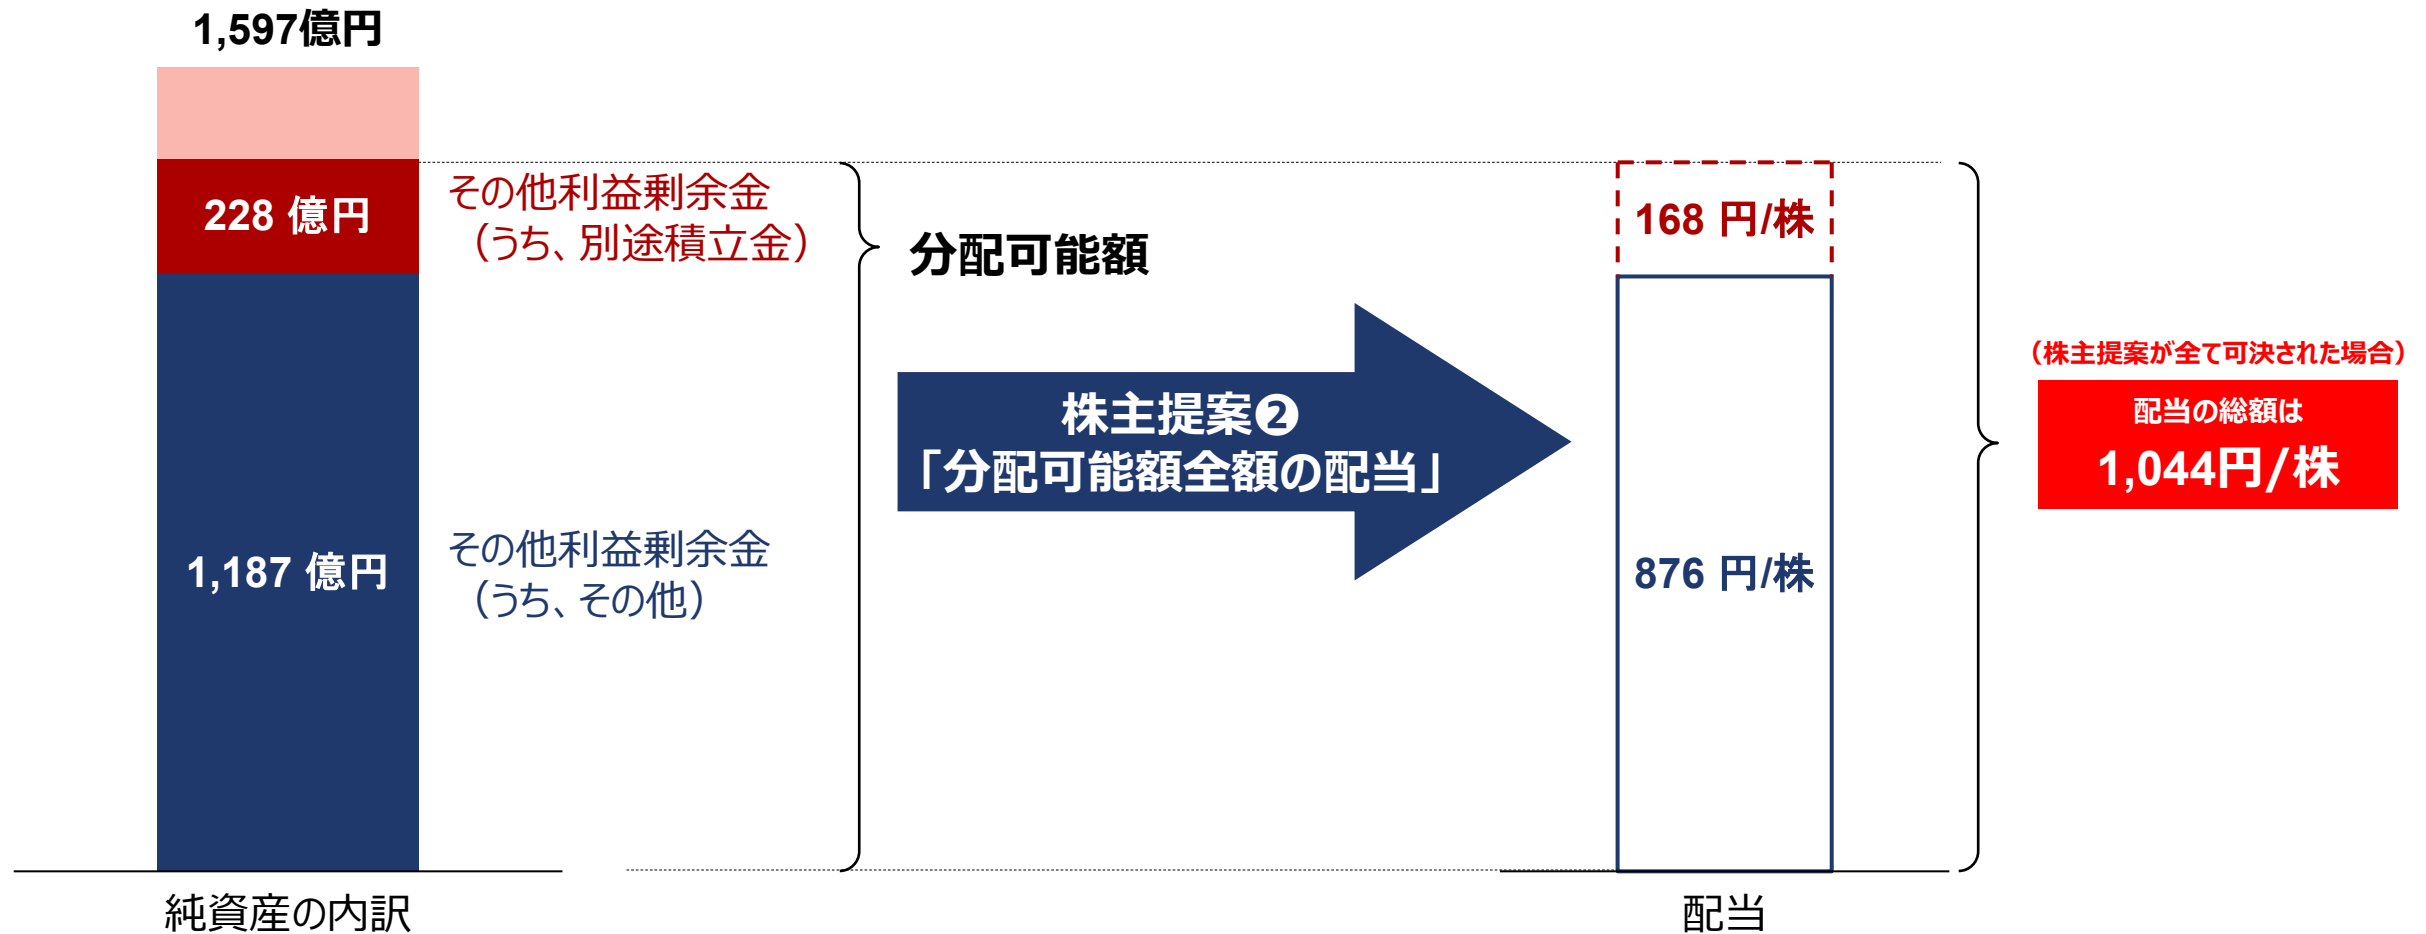 1,597億円
228 億円
その他利益剰余金
（うち、別途積立金）
1,187 億円
その他利益剰余金
（うち、その他）
純資産の内訳
分配可能額
株主提案❷
「分配可能額全額の配当」
168 円/株
876 円/株
配当
（株主提案が全て可決された場合）
配当の総額は
1,044円/株